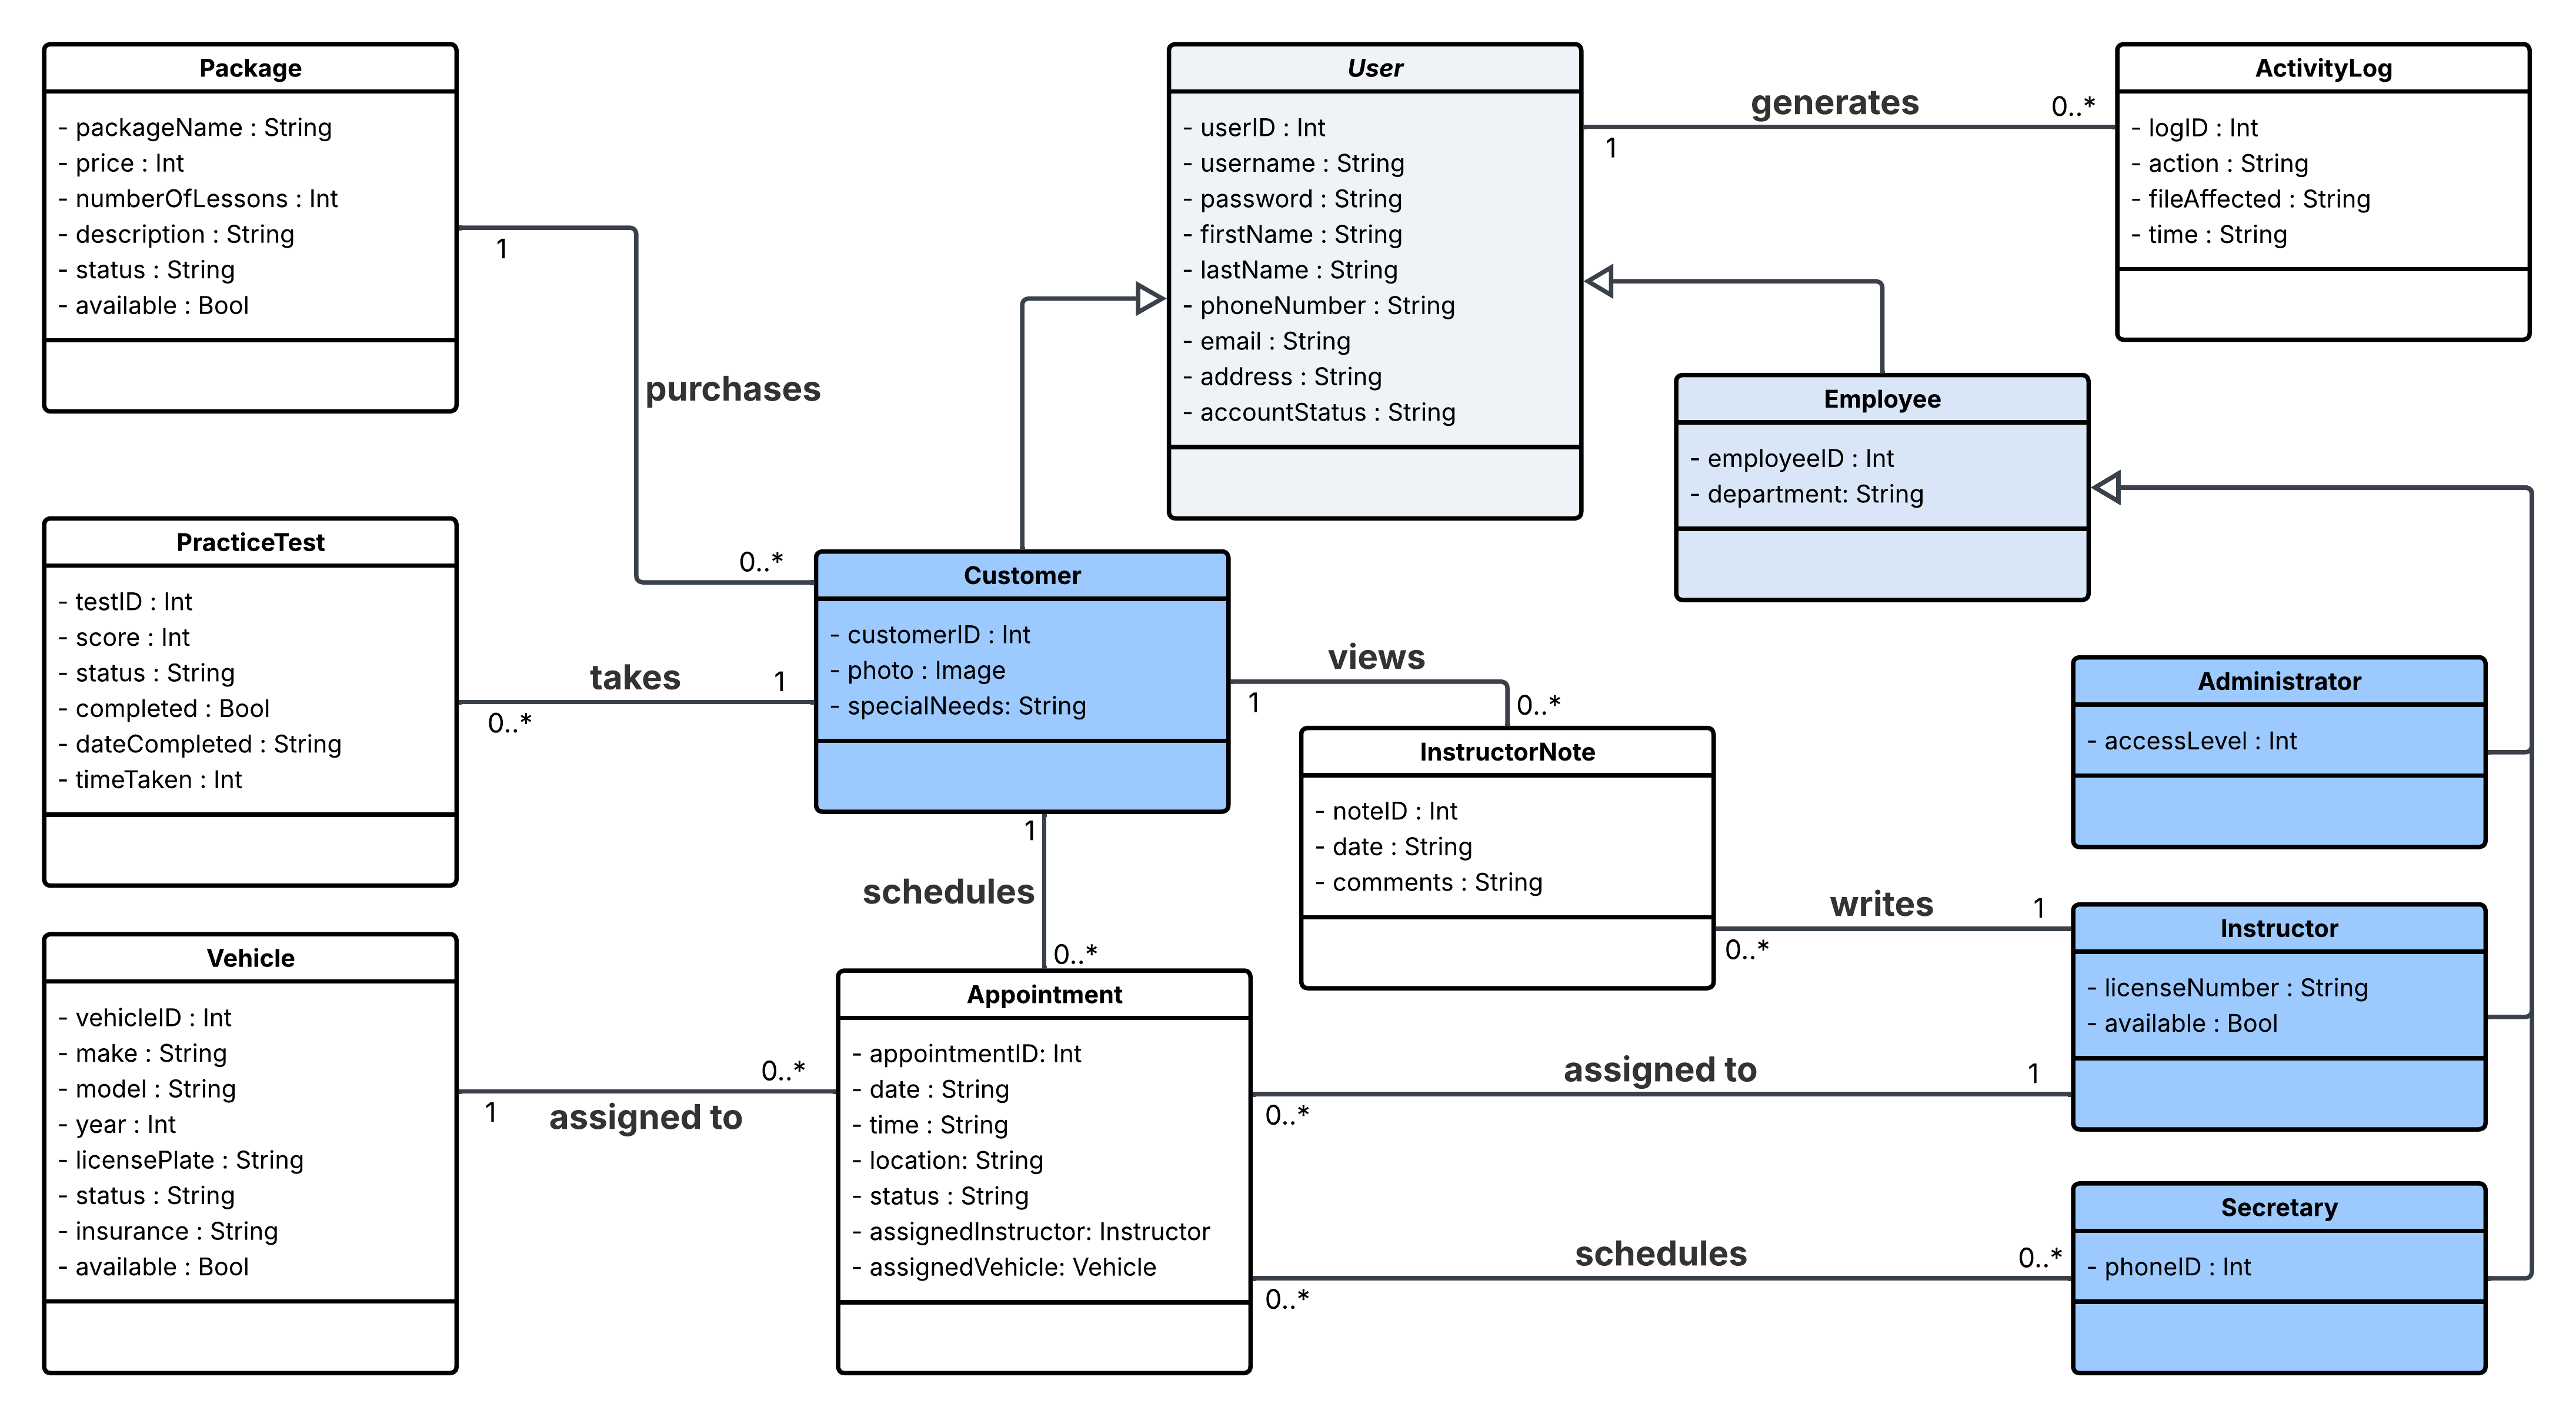 Package
- packageName : String
- price : Int
- numberOfLessons : Int
- description : String
- status : String
- available : Bool
1
purchases
0..*
User
- userID : Int
- username : String
- password : String
- firstName : String
- lastName : String
- phoneNumber : String
- email : String
- address : String
- accountStatus : String
generates
1
0..*
ActivityLog
- logID : Int
- action : String
- fileAffected : String
- time : String
Employee
- employeeID : Int
- department: String
PracticeTest
- testID : Int
- score : Int
- status : String
- completed : Bool
- dateCompleted : String
- timeTaken : Int
takes
1
0..*
Customer
- customerID : Int
- photo : Image
- specialNeeds: String
views
1
0..*
InstructorNote
- noteID : Int
- date : String
- comments : String
Administrator
- accessLevel : Int
1
schedules
0..*
writes
1
0..*
Instructor
- licenseNumber : String
- available : Bool
Vehicle
- vehicleID : Int
- make : String
- model : String
- year : Int
- licensePlate : String
- status : String
- insurance : String
- available : Bool
0..*
1
assigned to
Appointment
- appointmentID: Int
- date : String
- time : String
- location: String
- status : String
- assignedInstructor: Instructor
- assignedVehicle: Vehicle
assigned to
1
0..*
schedules
0..*
0..*
Secretary
- phoneID : Int